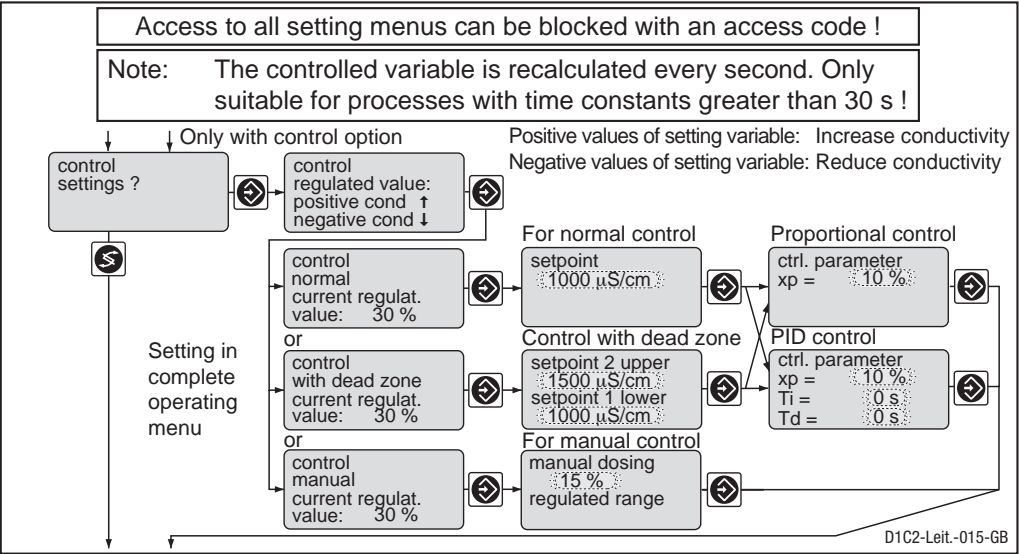 Access to all setting menus can be blocked with an access code !
Note: The controlled variable is recalculated every second. Only
suitable for processes with time constants greater than 30 s !
Only with control option
Positive values of setting variable: Increase conductivity
Negative values of setting variable: Reduce conductivity
control
settings ?
control
regulated value:
positive cond ↑
negative cond ↓
For normal control
Proportional control
control
normal
current regulat.
value: 30 %
setpoint
1000 µS/cm
ctrl. parameter
xp = 10 %
or
Control with dead zone
PID control
Setting in
complete
operating
menu
control
with dead zone
current regulat.
value: 30 %
setpoint 2 upper
1500 µS/cm
setpoint 1 lower
1000 µS/cm
ctrl. parameter
xp = 10 %
Ti = 0 s
Td = 0 s
or
For manual control
control
manual
current regulat.
value: 30 %
manual dosing
15 %
regulated range
D1C2-Leit.-015-GB